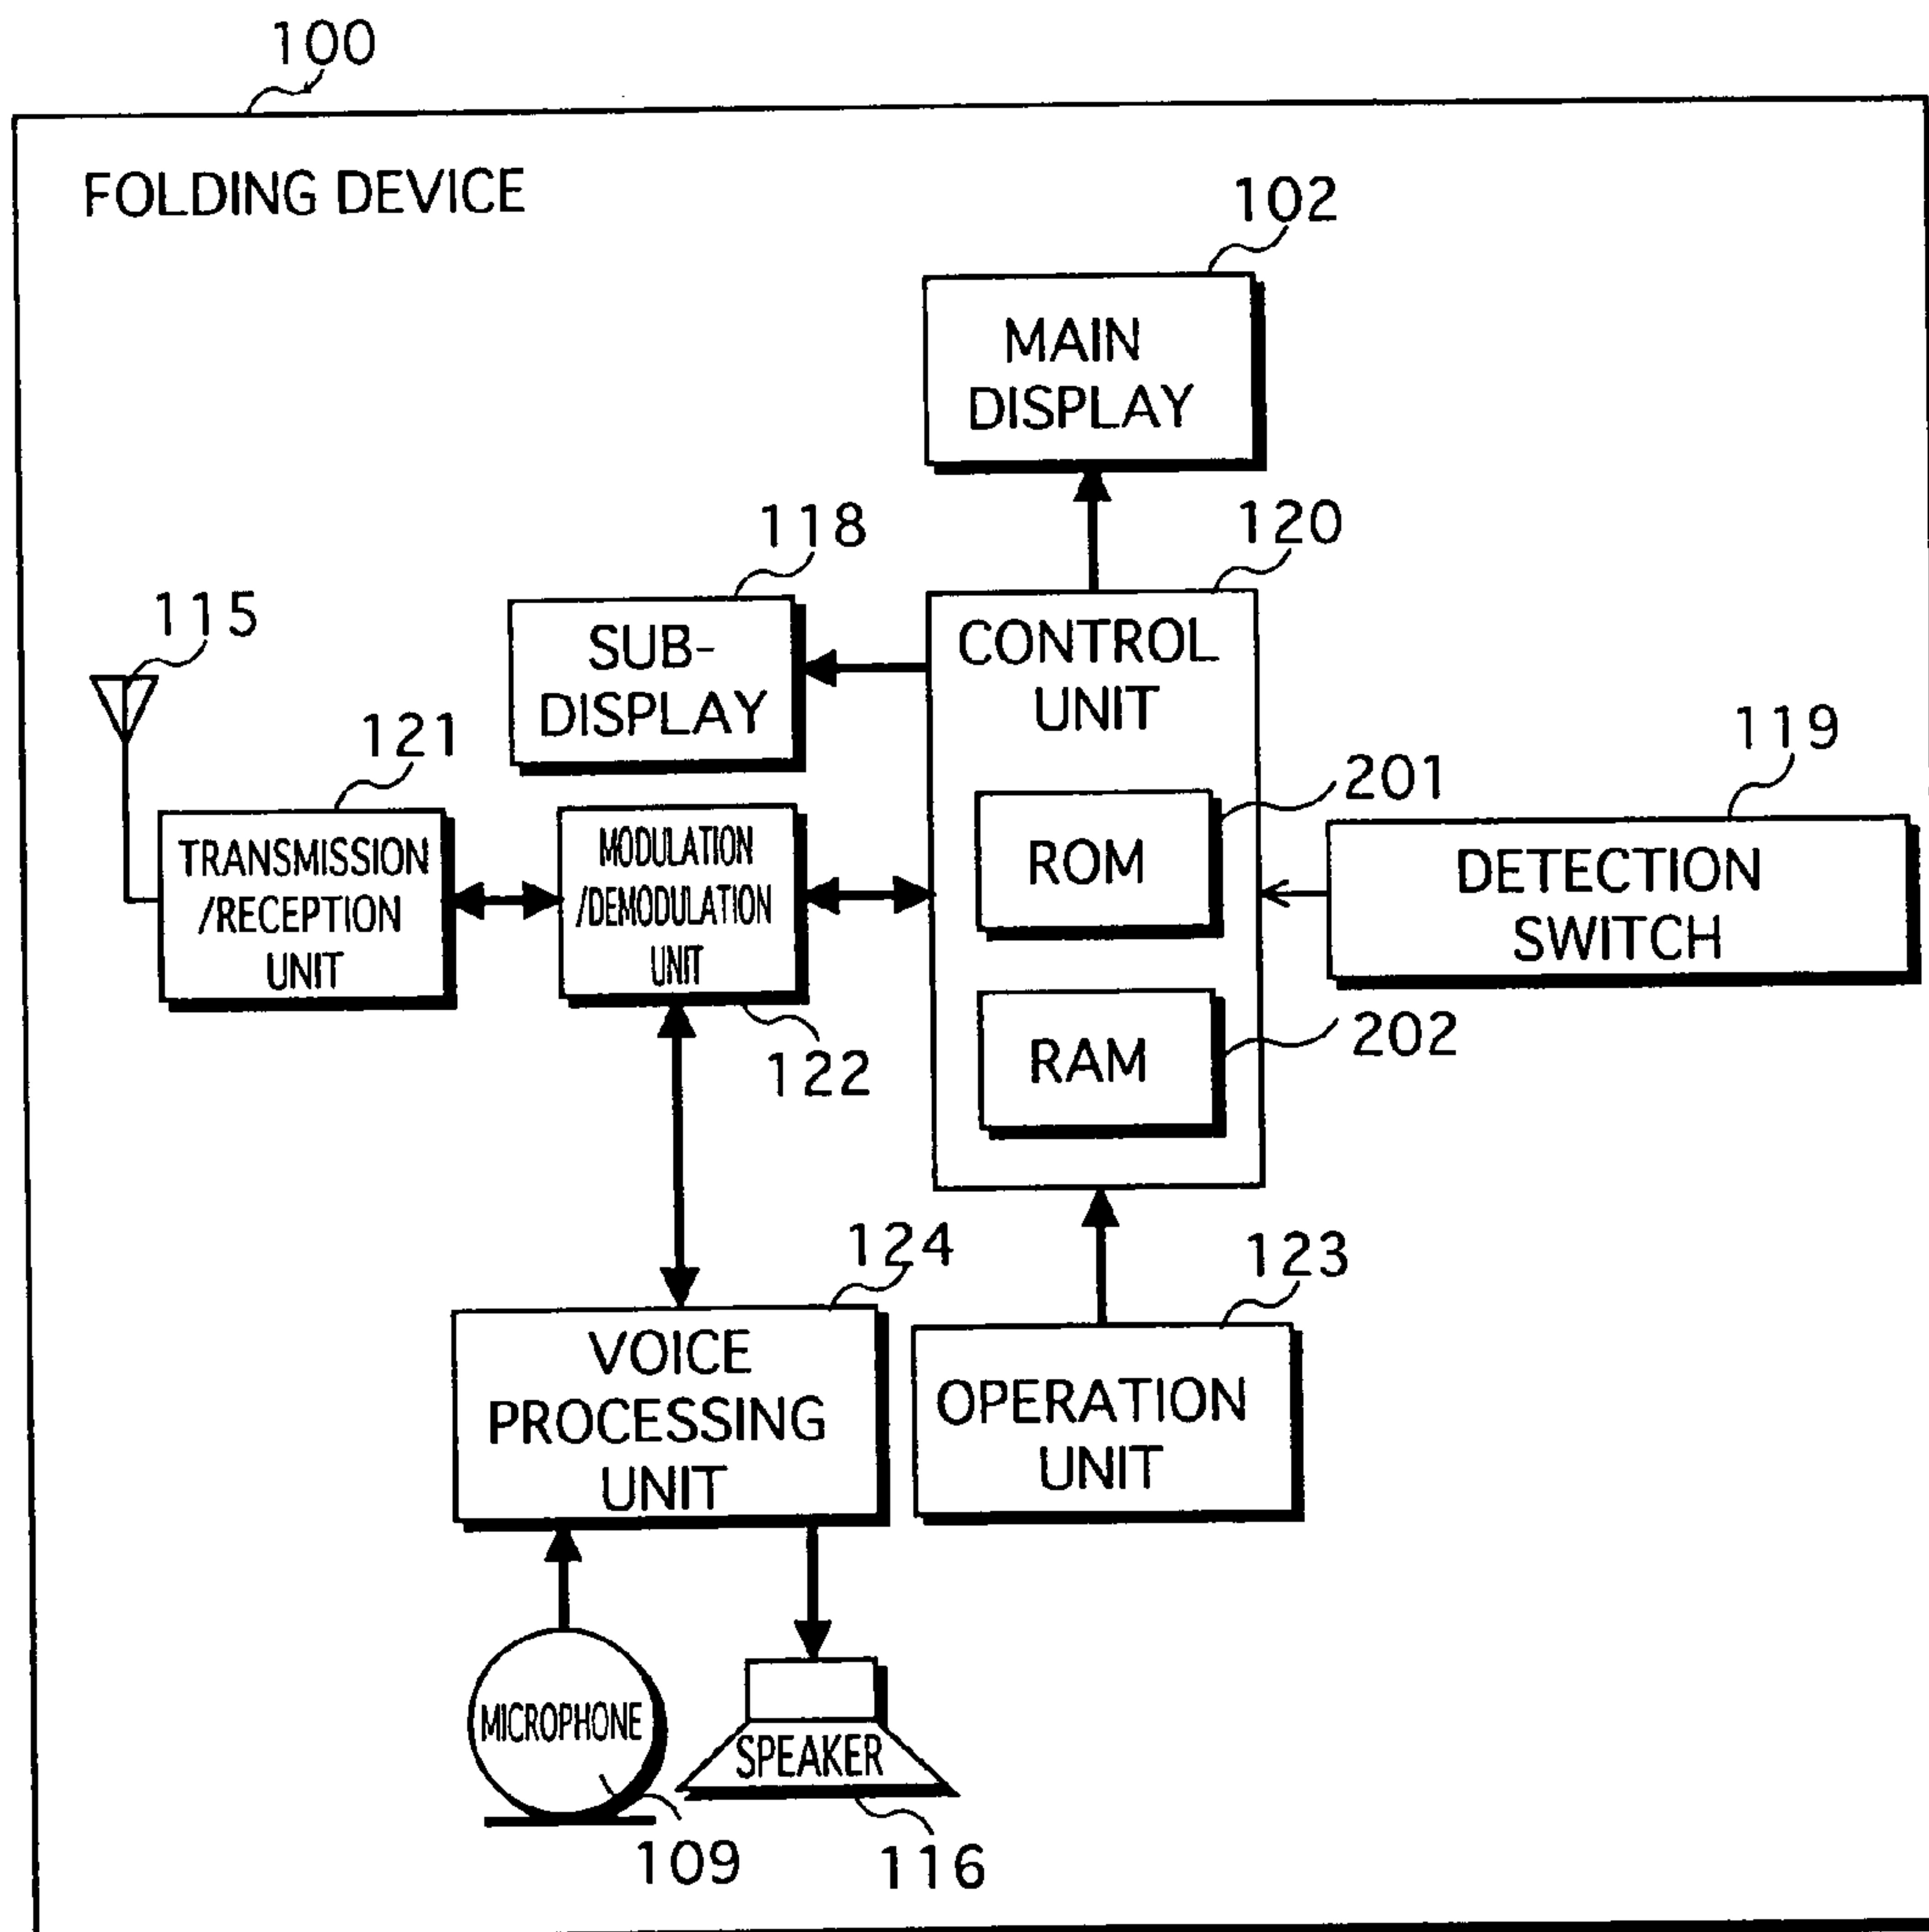 100
FOLDING DEVICE
102
MAIN
DISPLAY
118
120
115
SUB-
DISPLAY
CONTROL
UNIT
121
119
201
TRANSMISSION
/RECEPTION
UNIT
MODULATION
/DEMODULATION
UNIT
ROM
DETECTION
SWITCH
122
RAM
202
124
123
VOICE
PROCESSING
UNIT
OPERATION
UNIT
MICROPHONE
SPEAKER
109
116